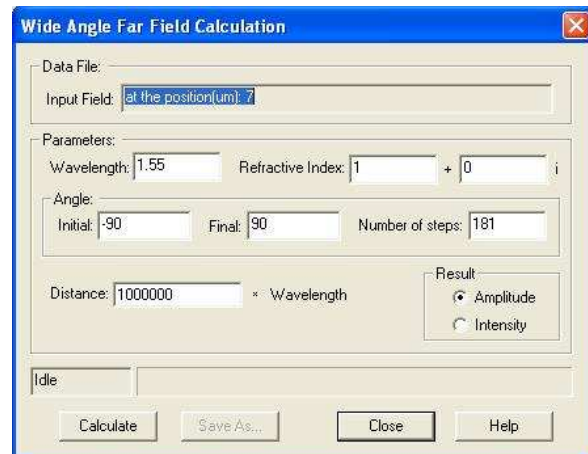 Wide Angle Far Field Calculation
Data File:
Input Field: at the position(um): 7
Parameters:
Wavelength: 1.55 Refractive Index: 1 + 0 i
Angle:
Initial: -90 Final: 90 Number of steps: 181
Distance: 1000000 * Wavelength
Result
Amplitude
Intensity
Idle
Calculate Save As... Close Help